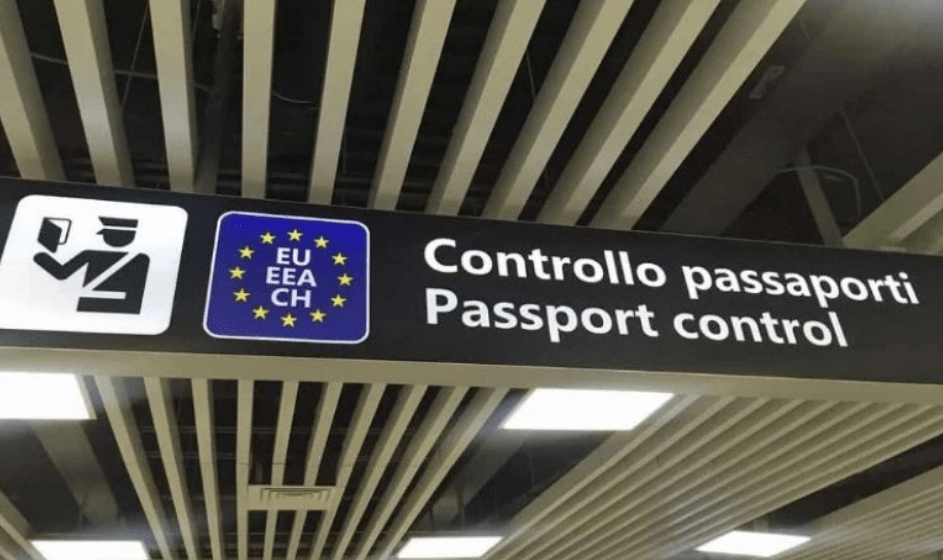 EU
EEA
CH
Controllo passaporti
Passport control